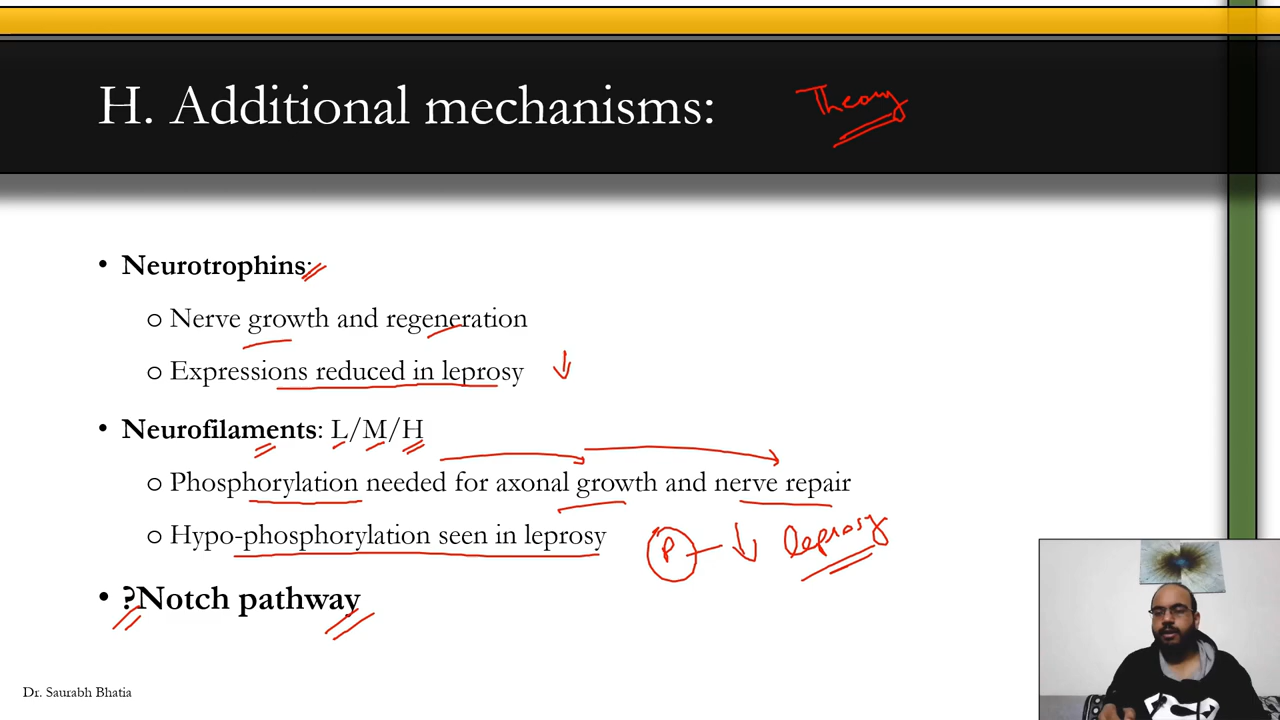 H. Additional mechanisms:
Theory
• Neurotrophins:
o Nerve growth and regeneration
o Expressions reduced in leprosy ↓
• Neurofilaments: L/M/H
o Phosphorylation needed for axonal growth and nerve repair
o Hypo-phosphorylation seen in leprosy
P ↓ leprosy
• ?Notch pathway
Dr. Saurabh Bhatia